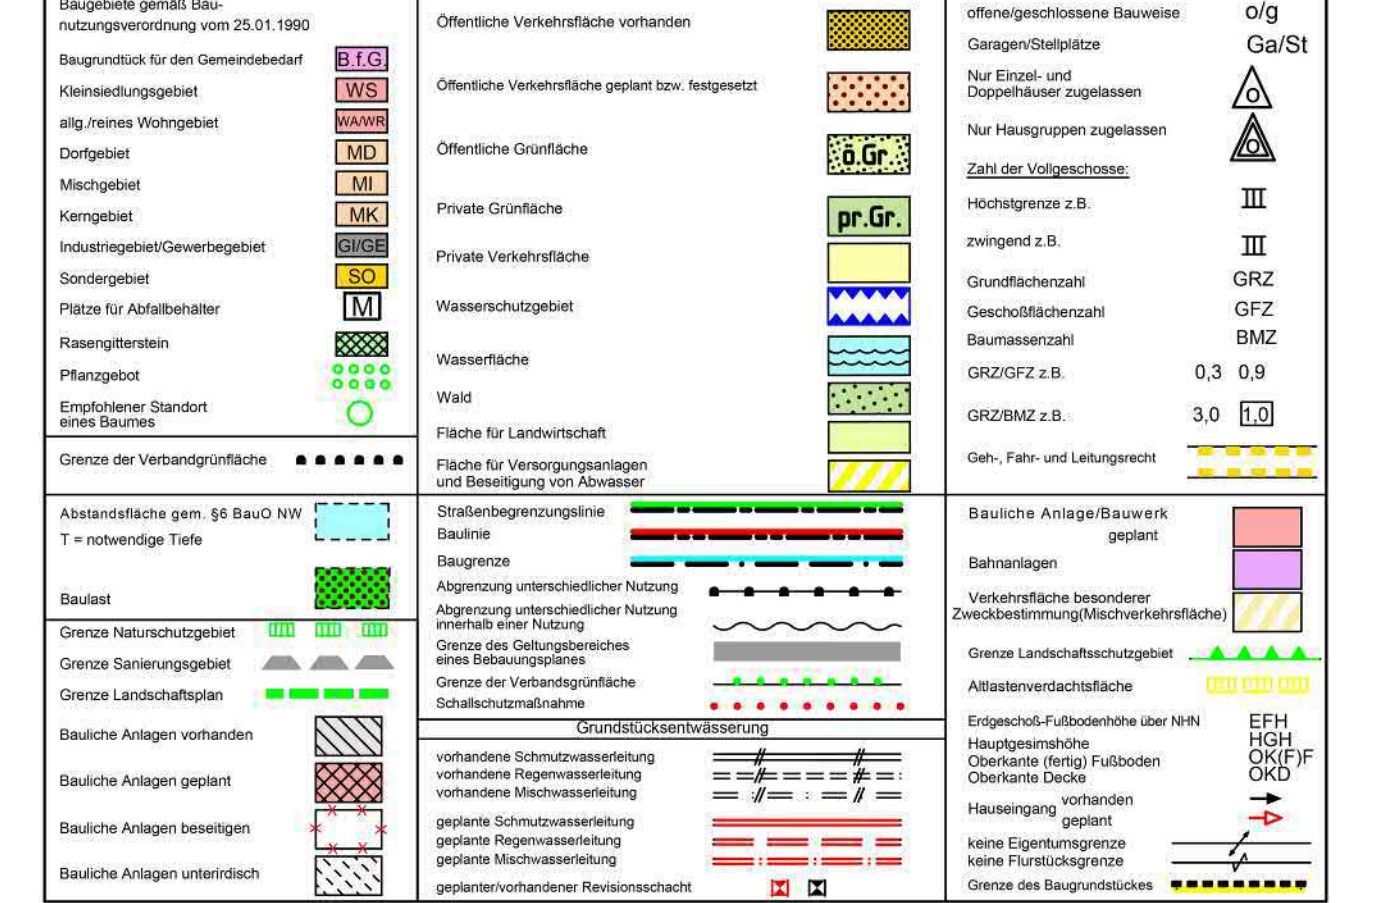 Baugebiete gemäß Bau-
nutzungsverordnung vom 25.01.1990
Baugrundtück für den Gemeindebedarf B.f.G.
Kleinsiedlungsgebiet WS
allg./reines Wohngebiet WA/WR
Dorfgebiet MD
Mischgebiet MI
Kerngebiet MK
Industriegebiet/Gewerbegebiet GI/GE
Sondergebiet SO
Plätze für Abfallbehälter M
Rasengitterstein
Pflanzgebot
Empfohlener Standort
eines Baumes
Grenze der Verbandgrünfläche
Abstandsfläche gem. §6 BauO NW
T = notwendige Tiefe
Baulast
Grenze Naturschutzgebiet
Grenze Sanierungsgebiet
Grenze Landschaftsplan
Bauliche Anlagen vorhanden
Bauliche Anlagen geplant
Bauliche Anlagen beseitigen
Bauliche Anlagen unterirdisch
Öffentliche Verkehrsfläche vorhanden
Öffentliche Verkehrsfläche geplant bzw. festgesetzt
Öffentliche Grünfläche ö.Gr.
Private Grünfläche pr.Gr.
Private Verkehrsfläche
Wasserschutzgebiet
Wasserfläche
Wald
Fläche für Landwirtschaft
Fläche für Versorgungsanlagen
und Beseitigung von Abwasser
Straßenbegrenzungslinie
Baulinie
Baugrenze
Abgrenzung unterschiedlicher Nutzung
Abgrenzung unterschiedlicher Nutzung
innerhalb einer Nutzung
Grenze des Geltungsbereiches
eines Bebauungsplanes
Grenze der Verbandsgrünfläche
Schallschutzmaßnahme
Grundstücksentwässerung
vorhandene Schmutzwasserleitung
vorhandene Regenwasserleitung
vorhandene Mischwasserleitung
geplante Schmutzwasserleitung
geplante Regenwasserleitung
geplante Mischwasserleitung
geplanter/vorhandener Revisionsschacht
offene/geschlossene Bauweise o/g
Garagen/Stellplätze Ga/St
Nur Einzel- und
Doppelhäuser zugelassen o
Nur Hausgruppen zugelassen o
Zahl der Vollgeschosse:
Höchstgrenze z.B. III
zwingend z.B. III
Grundflächenzahl GRZ
Geschoßflächenzahl GFZ
Baumassenzahl BMZ
GRZ/GFZ z.B. 0,3 0,9
GRZ/BMZ z.B. 3,0 1,0
Geh-, Fahr- und Leitungsrecht
Bauliche Anlage/Bauwerk
geplant
Bahnanlagen
Verkehrsfläche besonderer
Zweckbestimmung(Mischverkehrsfläche)
Grenze Landschaftsschutzgebiet
Altlastenverdachtsfläche
Erdgeschoß-Fußbodenhöhe über NHN EFH
Hauptgesimshöhe HGH
Oberkante (fertig) Fußboden OK(F)F
Oberkante Decke OKD
Hauseingang vorhanden
geplant
keine Eigentumsgrenze
keine Flurstücksgrenze
Grenze des Baugrundstückes